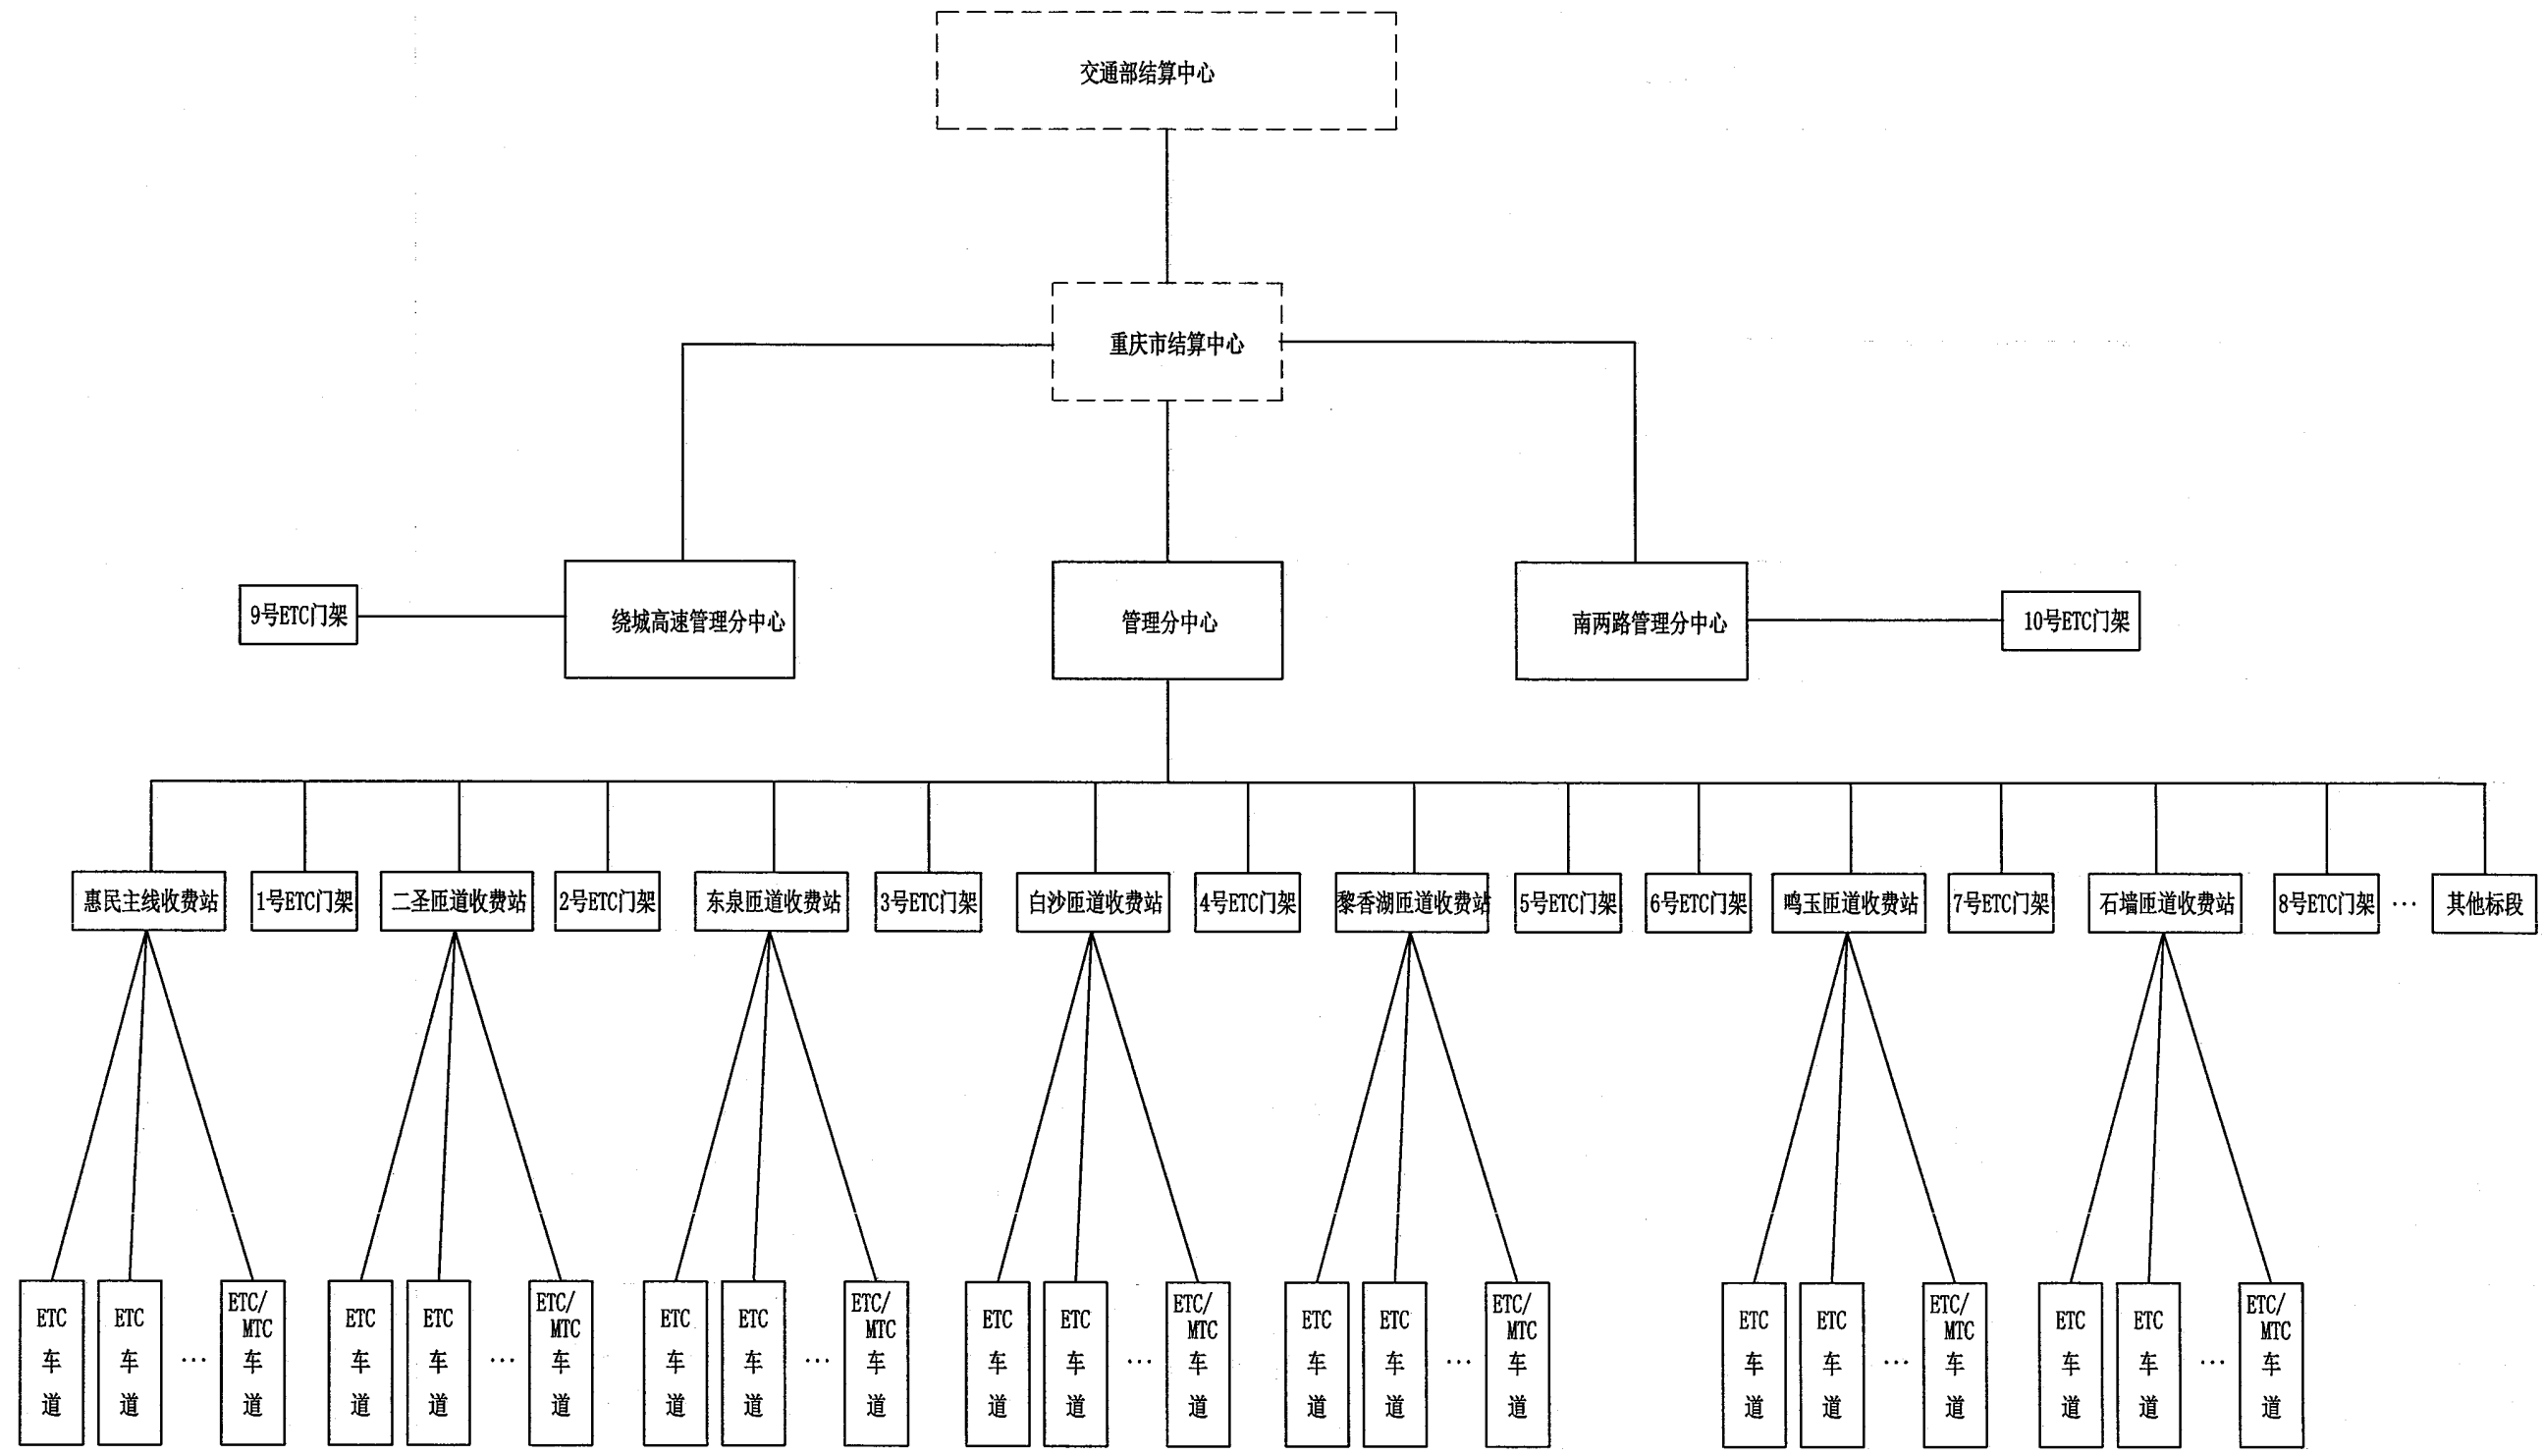 交通部结算中心
重庆市结算中心
9号ETC门架
绕城高速管理分中心
管理分中心
南两路管理分中心
10号ETC门架
惠民主线收费站
1号ETC门架
二圣匝道收费站
2号ETC门架
东泉匝道收费站
3号ETC门架
白沙匝道收费站
4号ETC门架
黎香湖匝道收费站
5号ETC门架
6号ETC门架
鸣玉匝道收费站
7号ETC门架
石墙匝道收费站
8号ETC门架
…
其他标段
ETC
车
道
ETC
车
道
…
ETC/
MTC
车
道
ETC
车
道
ETC
车
道
…
ETC/
MTC
车
道
ETC
车
道
ETC
车
道
…
ETC/
MTC
车
道
ETC
车
道
ETC
车
道
…
ETC/
MTC
车
道
ETC
车
道
ETC
车
道
…
ETC/
MTC
车
道
ETC
车
道
ETC
车
道
…
ETC/
MTC
车
道
ETC
车
道
ETC
车
道
…
ETC/
MTC
车
道